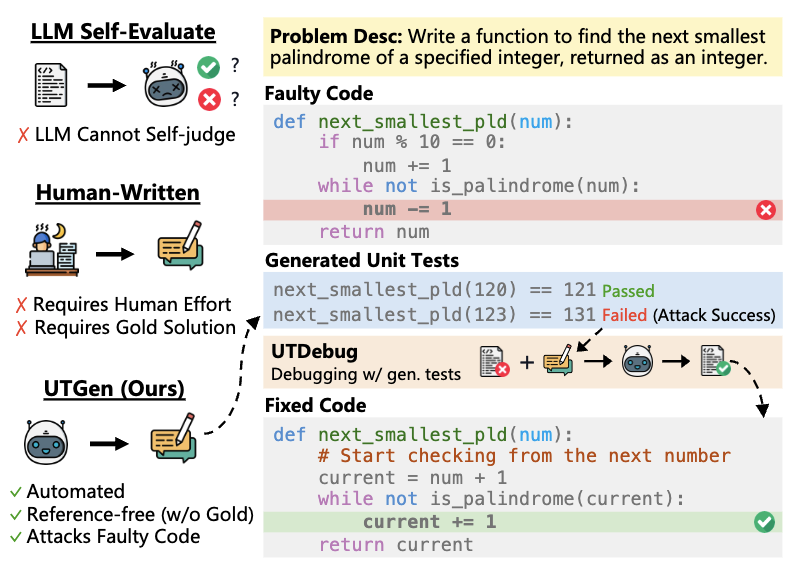 LLM Self-Evaluate
?
?
✗ LLM Cannot Self-judge
Human-Written
✗ Requires Human Effort
✗ Requires Gold Solution
UTGen (Ours)
✓ Automated
✓ Reference-free (w/o Gold)
✓ Attacks Faulty Code
Problem Desc: Write a function to find the next smallest
palindrome of a specified integer, returned as an integer.
Faulty Code
def next_smallest_pld(num):
    if num % 10 == 0:
        num += 1
    while not is_palindrome(num):
        num -= 1
    return num
Generated Unit Tests
next_smallest_pld(120) == 121 Passed
next_smallest_pld(123) == 131 Failed (Attack Success)
UTDebug
Debugging w/ gen. tests
+
Fixed Code
def next_smallest_pld(num):
    # Start checking from the next number
    current = num + 1
    while not is_palindrome(current):
        current += 1
    return current